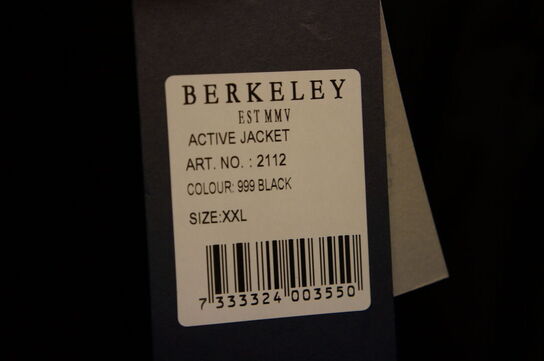 BERKELEY
EST MMV
ACTIVE JACKET
ART. NO. : 2112
COLOUR: 999 BLACK
SIZE:XXL
7 333324 003550